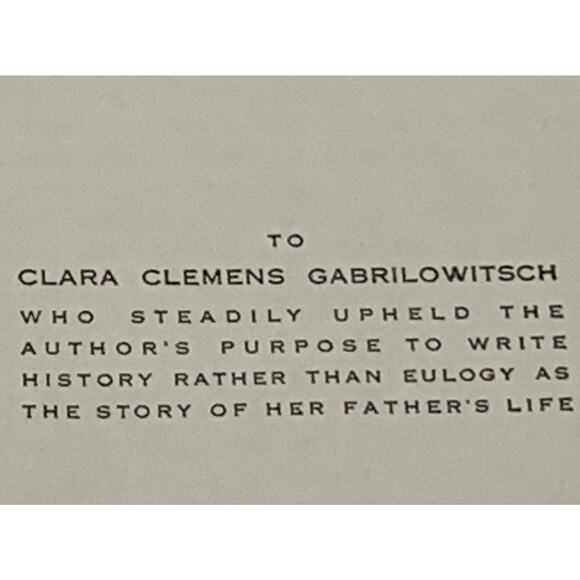 TO
CLARA CLEMENS GABRILOWITSCH
WHO STEADILY UPHELD THE
AUTHOR'S PURPOSE TO WRITE
HISTORY RATHER THAN EULOGY AS
THE STORY OF HER FATHER'S LIFE